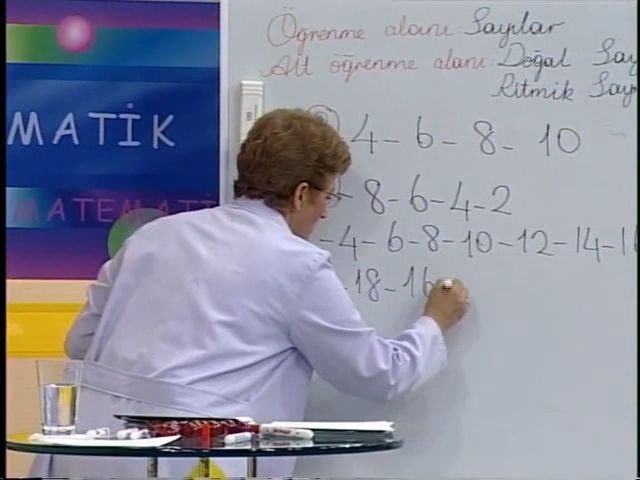 MATİK
MATEMATİ
Öğrenme alanı: Sayılar
Alt öğrenme alanı: Doğal Say
Ritmik Say
4 - 6 - 8 - 10
- 8 - 6 - 4 - 2
- 4 - 6 - 8 - 10 - 12 - 14 - 1
- 18 - 16